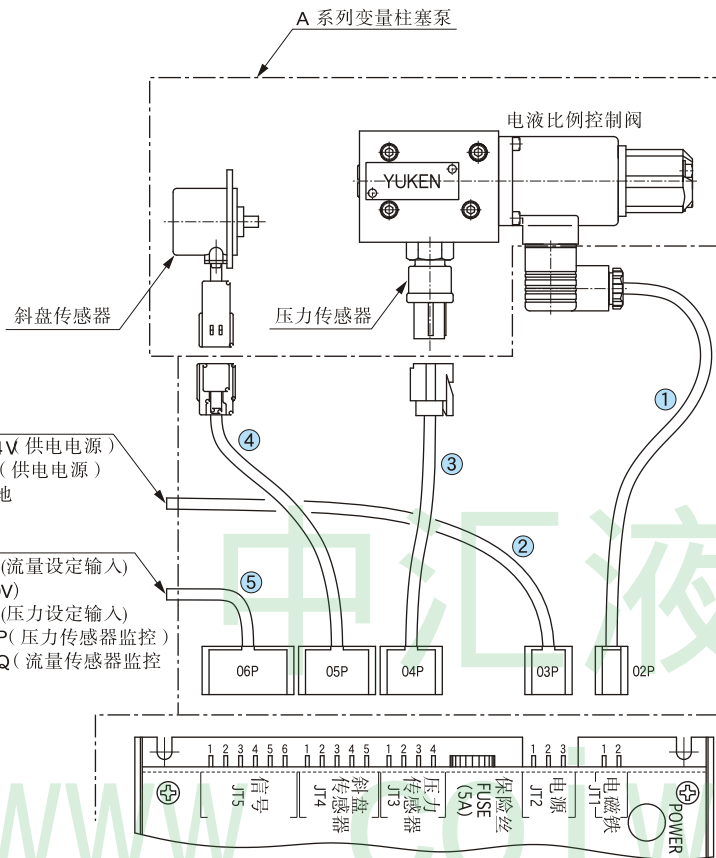 A 系列变量柱塞泵
电液比例控制阀
YUKEN
斜盘传感器
压力传感器
①
④
③
V(供电电源)
(供电电源)
地
②
⑤
(流量设定输入)
V)
(压力设定输入)
P(压力传感器监控)
Q(流量传感器监控
06P
05P
04P
03P
02P
1 2 3 4 5 6
1 2 3 4 5
1 2 3 4
1 2 3
1 2
信号
JT5
斜盘
传感器
JT4
压力
传感器
JT3
保险丝
FUSE
(5A)
电源
JT2
电磁铁
JT1
POWER
中汇液
www.coiw